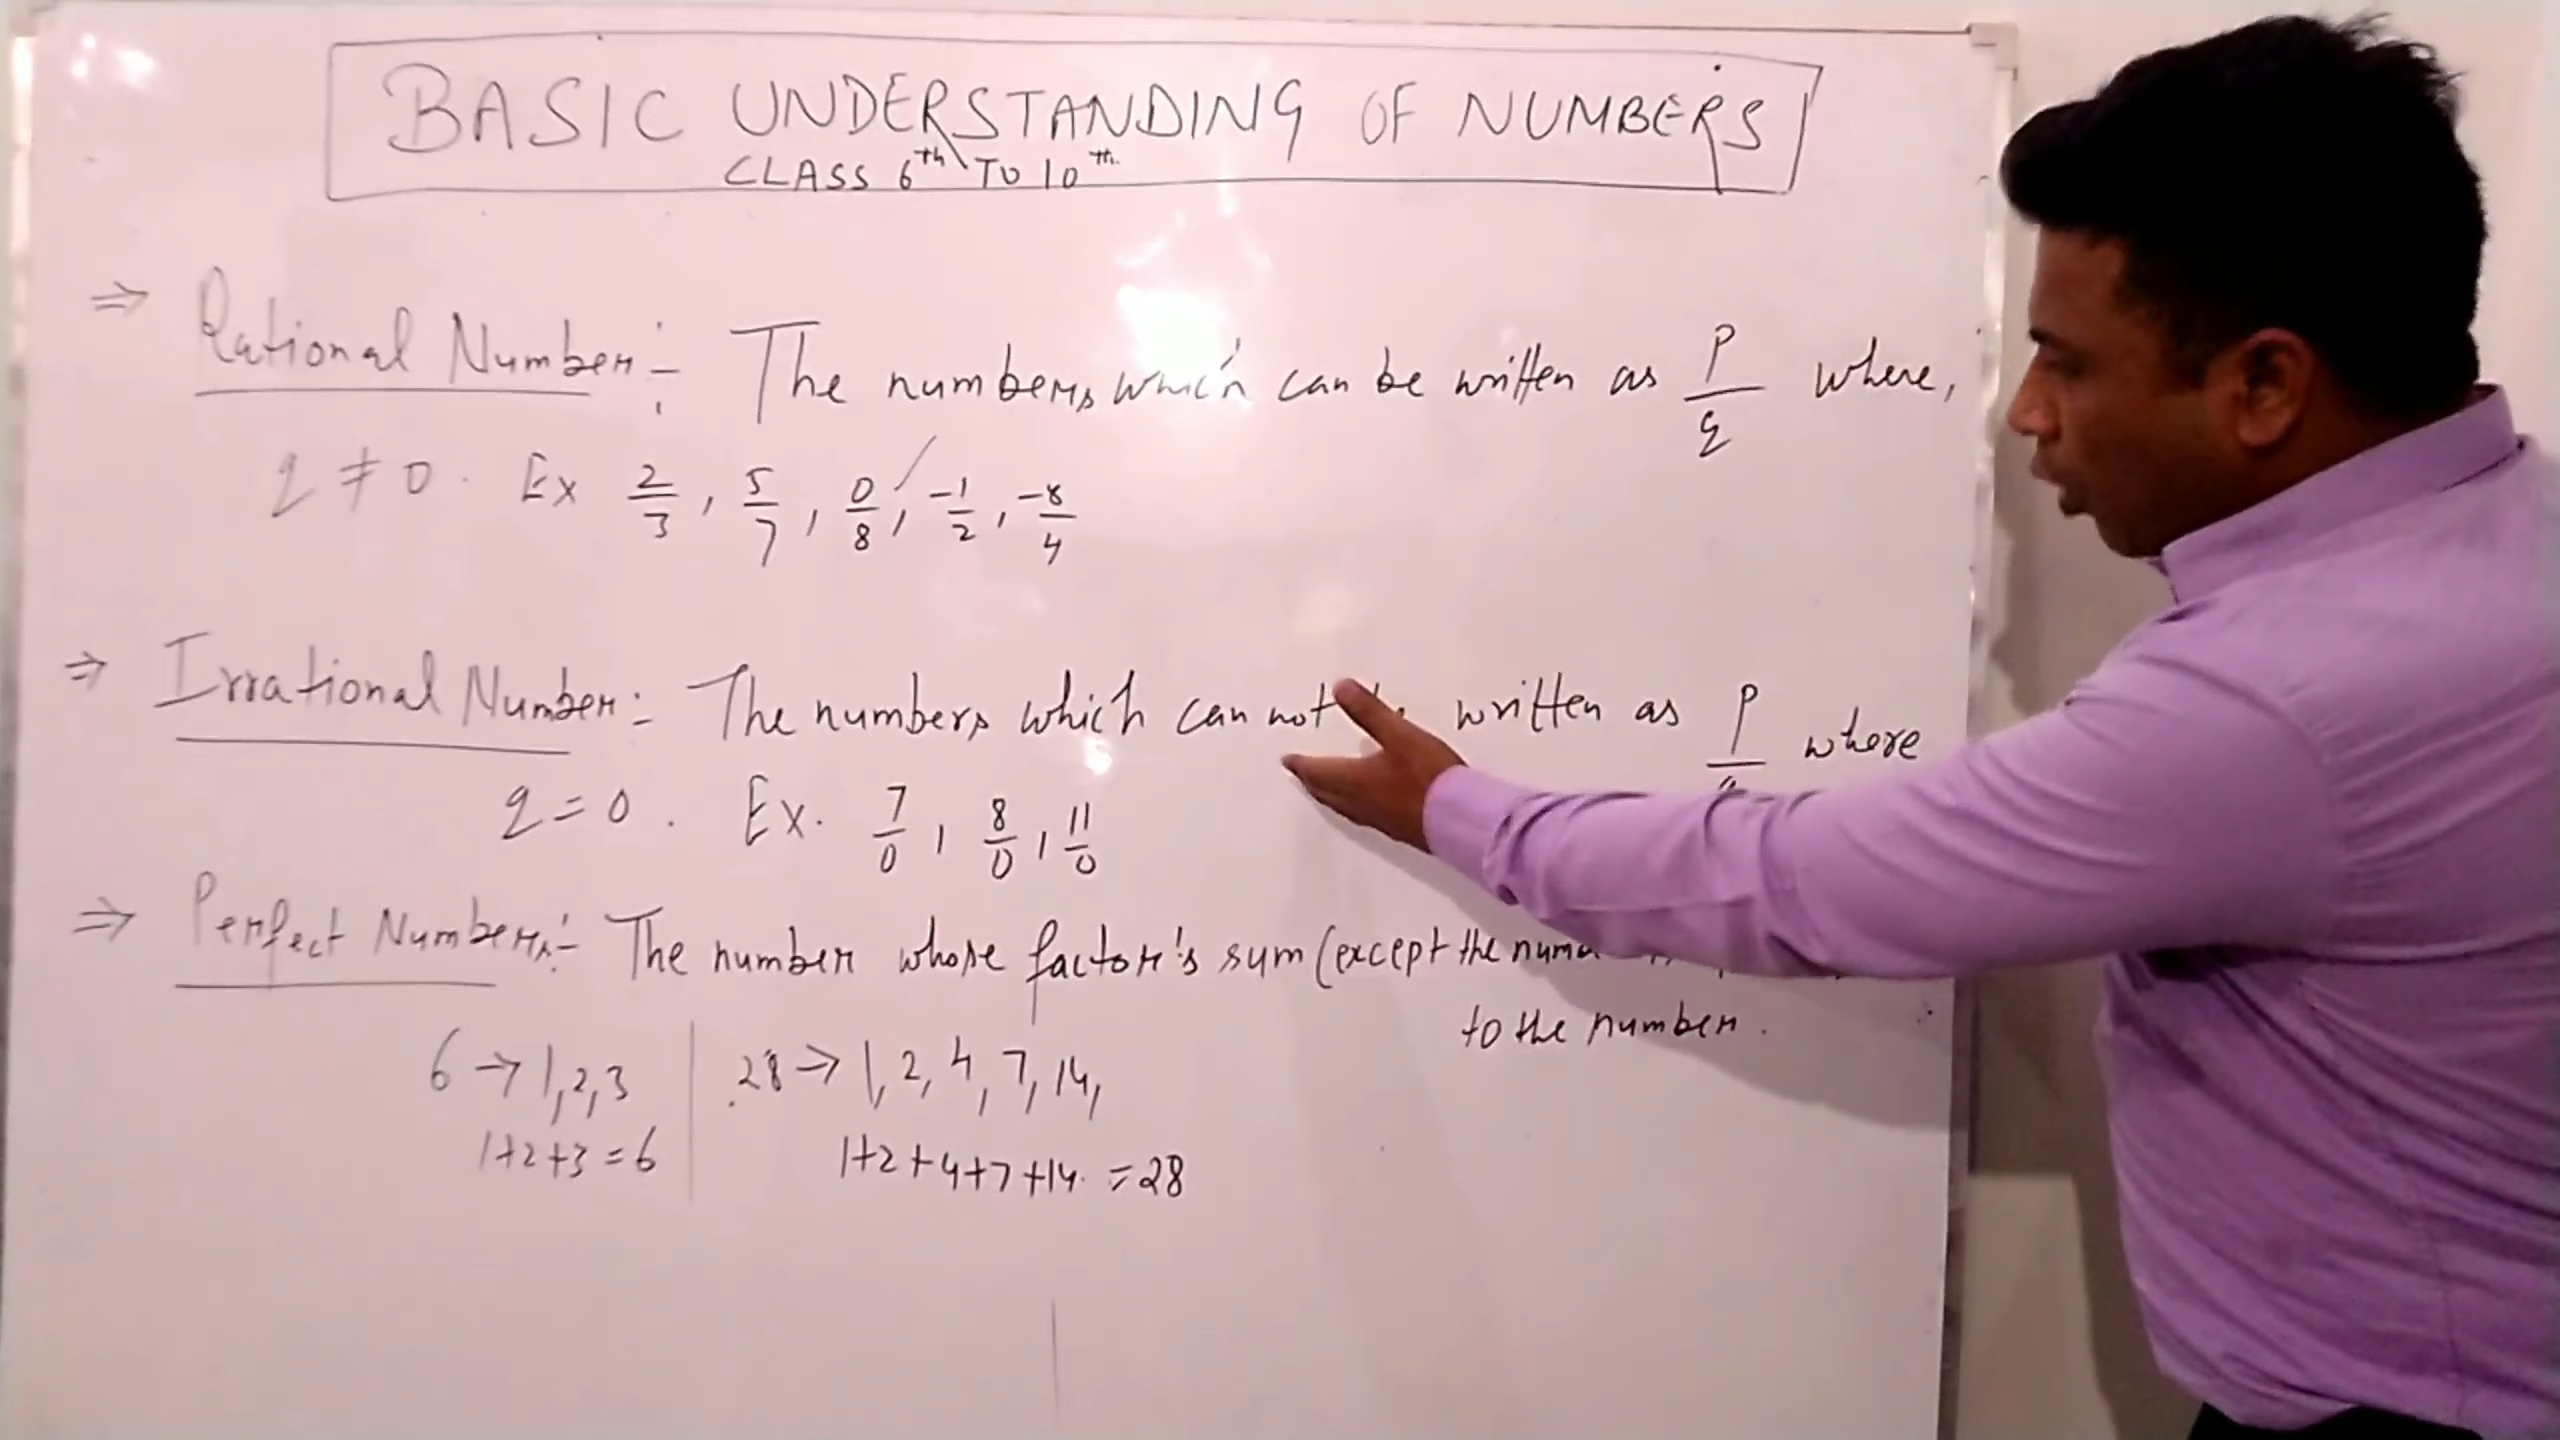 BASIC UNDERSTANDING OF NUMBERS
CLASS 6th TO 10th.
⇒ Rational Number :- The numbers which can be written as p/q where,
q ≠ 0. Ex 2/3, 5/7, 0/8, -1/2, -8/4
⇒ Irrational Number :- The numbers which can not written as p/ where
q = 0. Ex. 7/0, 8/0, 11/0
⇒ Perfect Numbers :- The number whose factor's sum (except the
to the number.
6 → 1,2,3 | 28 → 1, 2, 4, 7, 14,
1+2+3 = 6 | 1+2+4+7+14 = 28